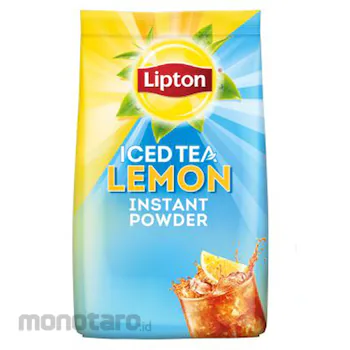 Lipton
ICED TEA
LEMON
INSTANT
POWDER
monotaro.id